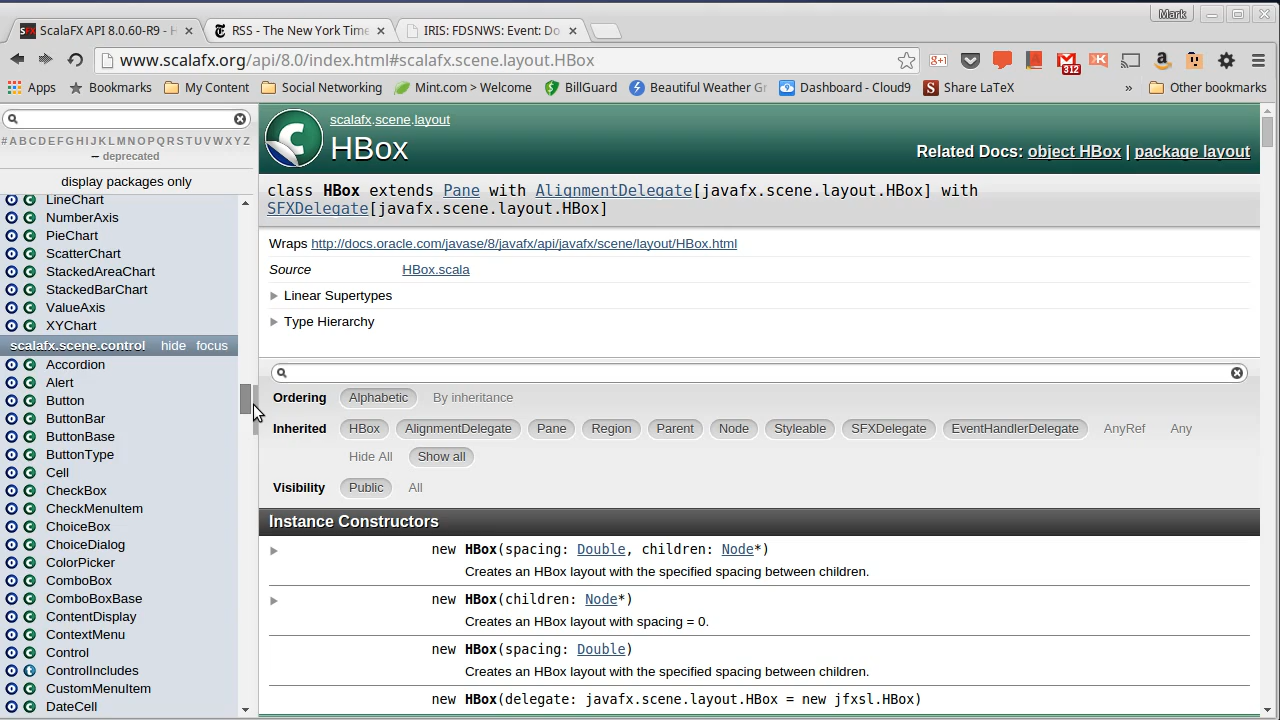 Mark
ScalaFX API 8.0.60-R9 - H
RSS - The New York Time
IRIS: FDSNWS: Event: Do
www.scalafx.org/api/8.0/index.html#scalafx.scene.layout.HBox
312
Apps Bookmarks My Content Social Networking Minicom > Welcome BillGuard Beautiful Weather Gr Dashboard - Cloud9 Share LaTeX » Other bookmarks
#ABCDEFGHIJKLMNOPQRSTUVWXYZ
– deprecated
display packages only
LineChart
NumberAxis
PieChart
ScatterChart
StackedAreaChart
StackedBarChart
ValueAxis
XYChart
scalafx.scene.control hide focus
Accordion
Alert
Button
ButtonBar
ButtonBase
ButtonType
Cell
CheckBox
CheckMenuItem
ChoiceBox
ChoiceDialog
ColorPicker
ComboBox
ComboBoxBase
ContentDisplay
ContextMenu
Control
ControlIncludes
CustomMenuItem
DateCell
scalafx.scene.layout
HBox
Related Docs: object HBox | package layout
class HBox extends Pane with AlignmentDelegate[javafx.scene.layout.HBox] with
SFXDelegate[javafx.scene.layout.HBox]
Wraps http://docs.oracle.com/javase/8/javafx/api/javafx/scene/layout/HBox.html
Source HBox.scala
Linear Supertypes
Type Hierarchy
Ordering Alphabetic By inheritance
Inherited HBox AlignmentDelegate Pane Region Parent Node Styleable SFXDelegate EventHandlerDelegate AnyRef Any
Hide All Show all
Visibility Public All
Instance Constructors
new HBox(spacing: Double, children: Node*)
Creates an HBox layout with the specified spacing between children.
new HBox(children: Node*)
Creates an HBox layout with spacing = 0.
new HBox(spacing: Double)
Creates an HBox layout with the specified spacing between children.
new HBox(delegate: javafx.scene.layout.HBox = new jfxsl.HBox)